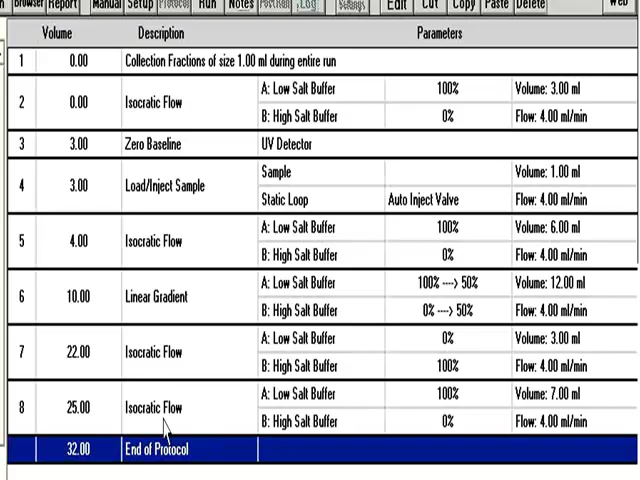 Browser Report Manual Setup Protocol Run Notes Log Settings Edit Cut Copy Paste Delete Web
Volume Description Parameters
1 0.00 Collection Fractions of size 1.00 ml during entire run
2 0.00 Isocratic Flow A: Low Salt Buffer 100% Volume: 3.00 ml
B: High Salt Buffer 0% Flow: 4.00 ml/min
3 3.00 Zero Baseline UV Detector
4 3.00 Load/Inject Sample Sample Volume: 1.00 ml
Static Loop Auto Inject Valve Flow: 4.00 ml/min
5 4.00 Isocratic Flow A: Low Salt Buffer 100% Volume: 6.00 ml
B: High Salt Buffer 0% Flow: 4.00 ml/min
6 10.00 Linear Gradient A: Low Salt Buffer 100% ---> 50% Volume: 12.00 ml
B: High Salt Buffer 0% ---> 50% Flow: 4.00 ml/min
7 22.00 Isocratic Flow A: Low Salt Buffer 0% Volume: 3.00 ml
B: High Salt Buffer 100% Flow: 4.00 ml/min
8 25.00 Isocratic Flow A: Low Salt Buffer 100% Volume: 7.00 ml
B: High Salt Buffer 0% Flow: 4.00 ml/min
32.00 End of Protocol